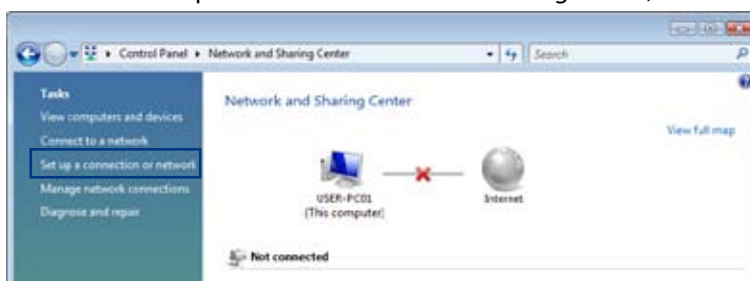 Control Panel ▸ Network and Sharing Center
Search
Tasks
View computers and devices
Connect to a network
Set up a connection or network
Manage network connections
Diagnose and repair
Network and Sharing Center
View full map
USER-PC01
(This computer)
Internet
Not connected